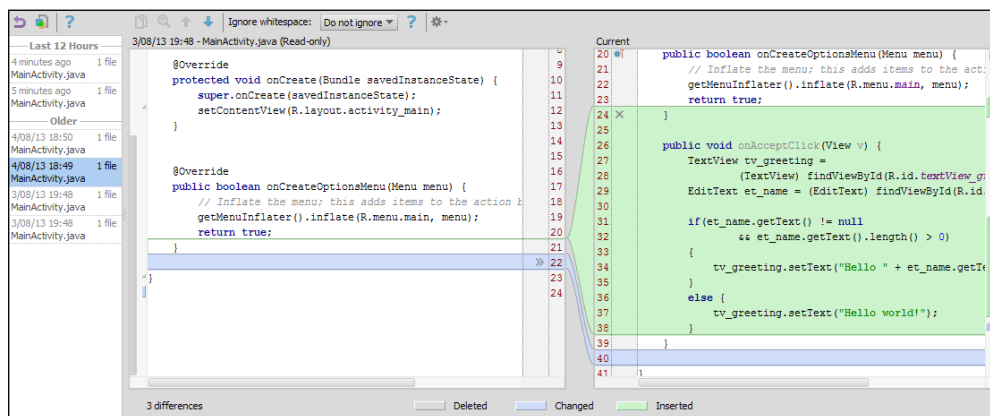 Ignore whitespace: Do not ignore
3/08/13 19:48 - MainActivity.java (Read-only)
Current
Last 12 Hours
4 minutes ago 1 file
MainActivity.java
5 minutes ago 1 file
MainActivity.java
Older
4/08/13 18:50 1 file
MainActivity.java
4/08/13 18:49 1 file
MainActivity.java
3/08/13 19:48 1 file
MainActivity.java
3/08/13 19:48 1 file
MainActivity.java
@Override 9
protected void onCreate(Bundle savedInstanceState) { 10
super.onCreate(savedInstanceState); 11
setContentView(R.layout.activity_main); 12
} 13
14
15
@Override 16
public boolean onCreateOptionsMenu(Menu menu) { 17
// Inflate the menu; this adds items to the action b 18
getMenuInflater().inflate(R.menu.main, menu); 19
return true; 20
} 21
22
} 23
24
20 public boolean onCreateOptionsMenu(Menu menu) {
21 // Inflate the menu; this adds items to the acti
22 getMenuInflater().inflate(R.menu.main, menu);
23 return true;
24 }
25
26 public void onAcceptClick(View v) {
27 TextView tv_greeting =
28 (TextView) findViewById(R.id.textView_gr
29 EditText et_name = (EditText) findViewById(R.id.
30
31 if(et_name.getText() != null
32 && et_name.getText().length() > 0)
33 {
34 tv_greeting.setText("Hello " + et_name.getTe
35 }
36 else {
37 tv_greeting.setText("Hello world!");
38 }
39 }
40
41 }
3 differences
Deleted
Changed
Inserted